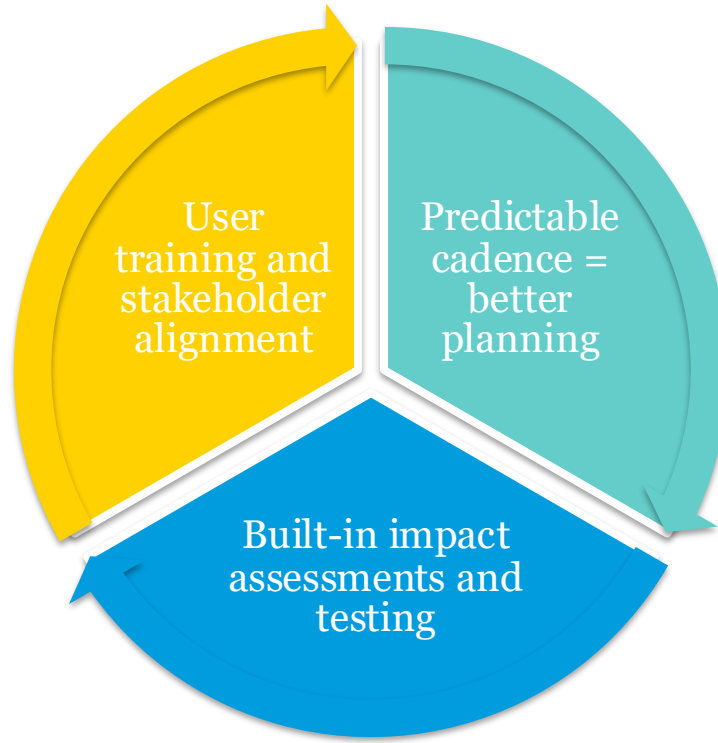 User
training and
stakeholder
alignment
Predictable
cadence =
better
planning
Built-in impact
assessments and
testing